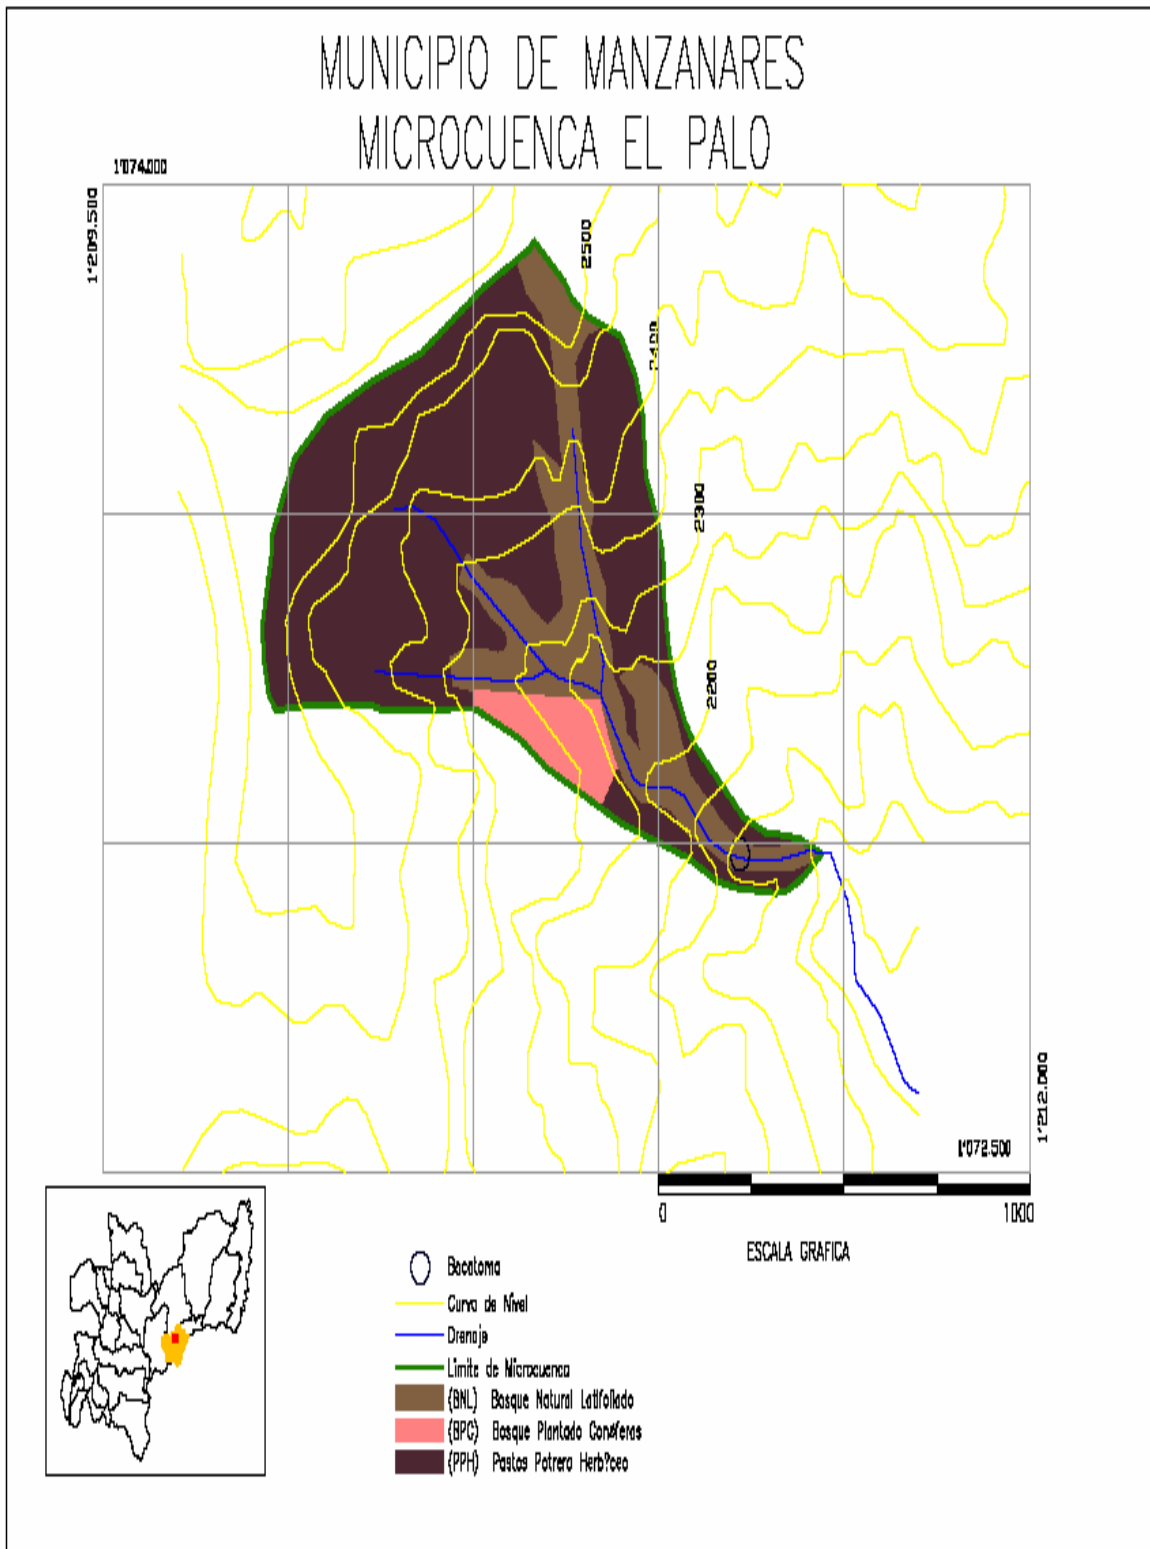 MUNICIPIO DE MANZANARES
MICROCUENCA EL PALO
1'074.000
1'209.500
2500
2400
2300
2200
1'212.000
1'072.500
0 1000
ESCALA GRAFICA
Bocatoma
Curva de Nivel
Drenaje
Limite de Microcuenca
(BNL) Bosque Natural Latifoliado
(BPC) Bosque Plantado Coniferas
(PPH) Pastos Potrero Herb?ceo